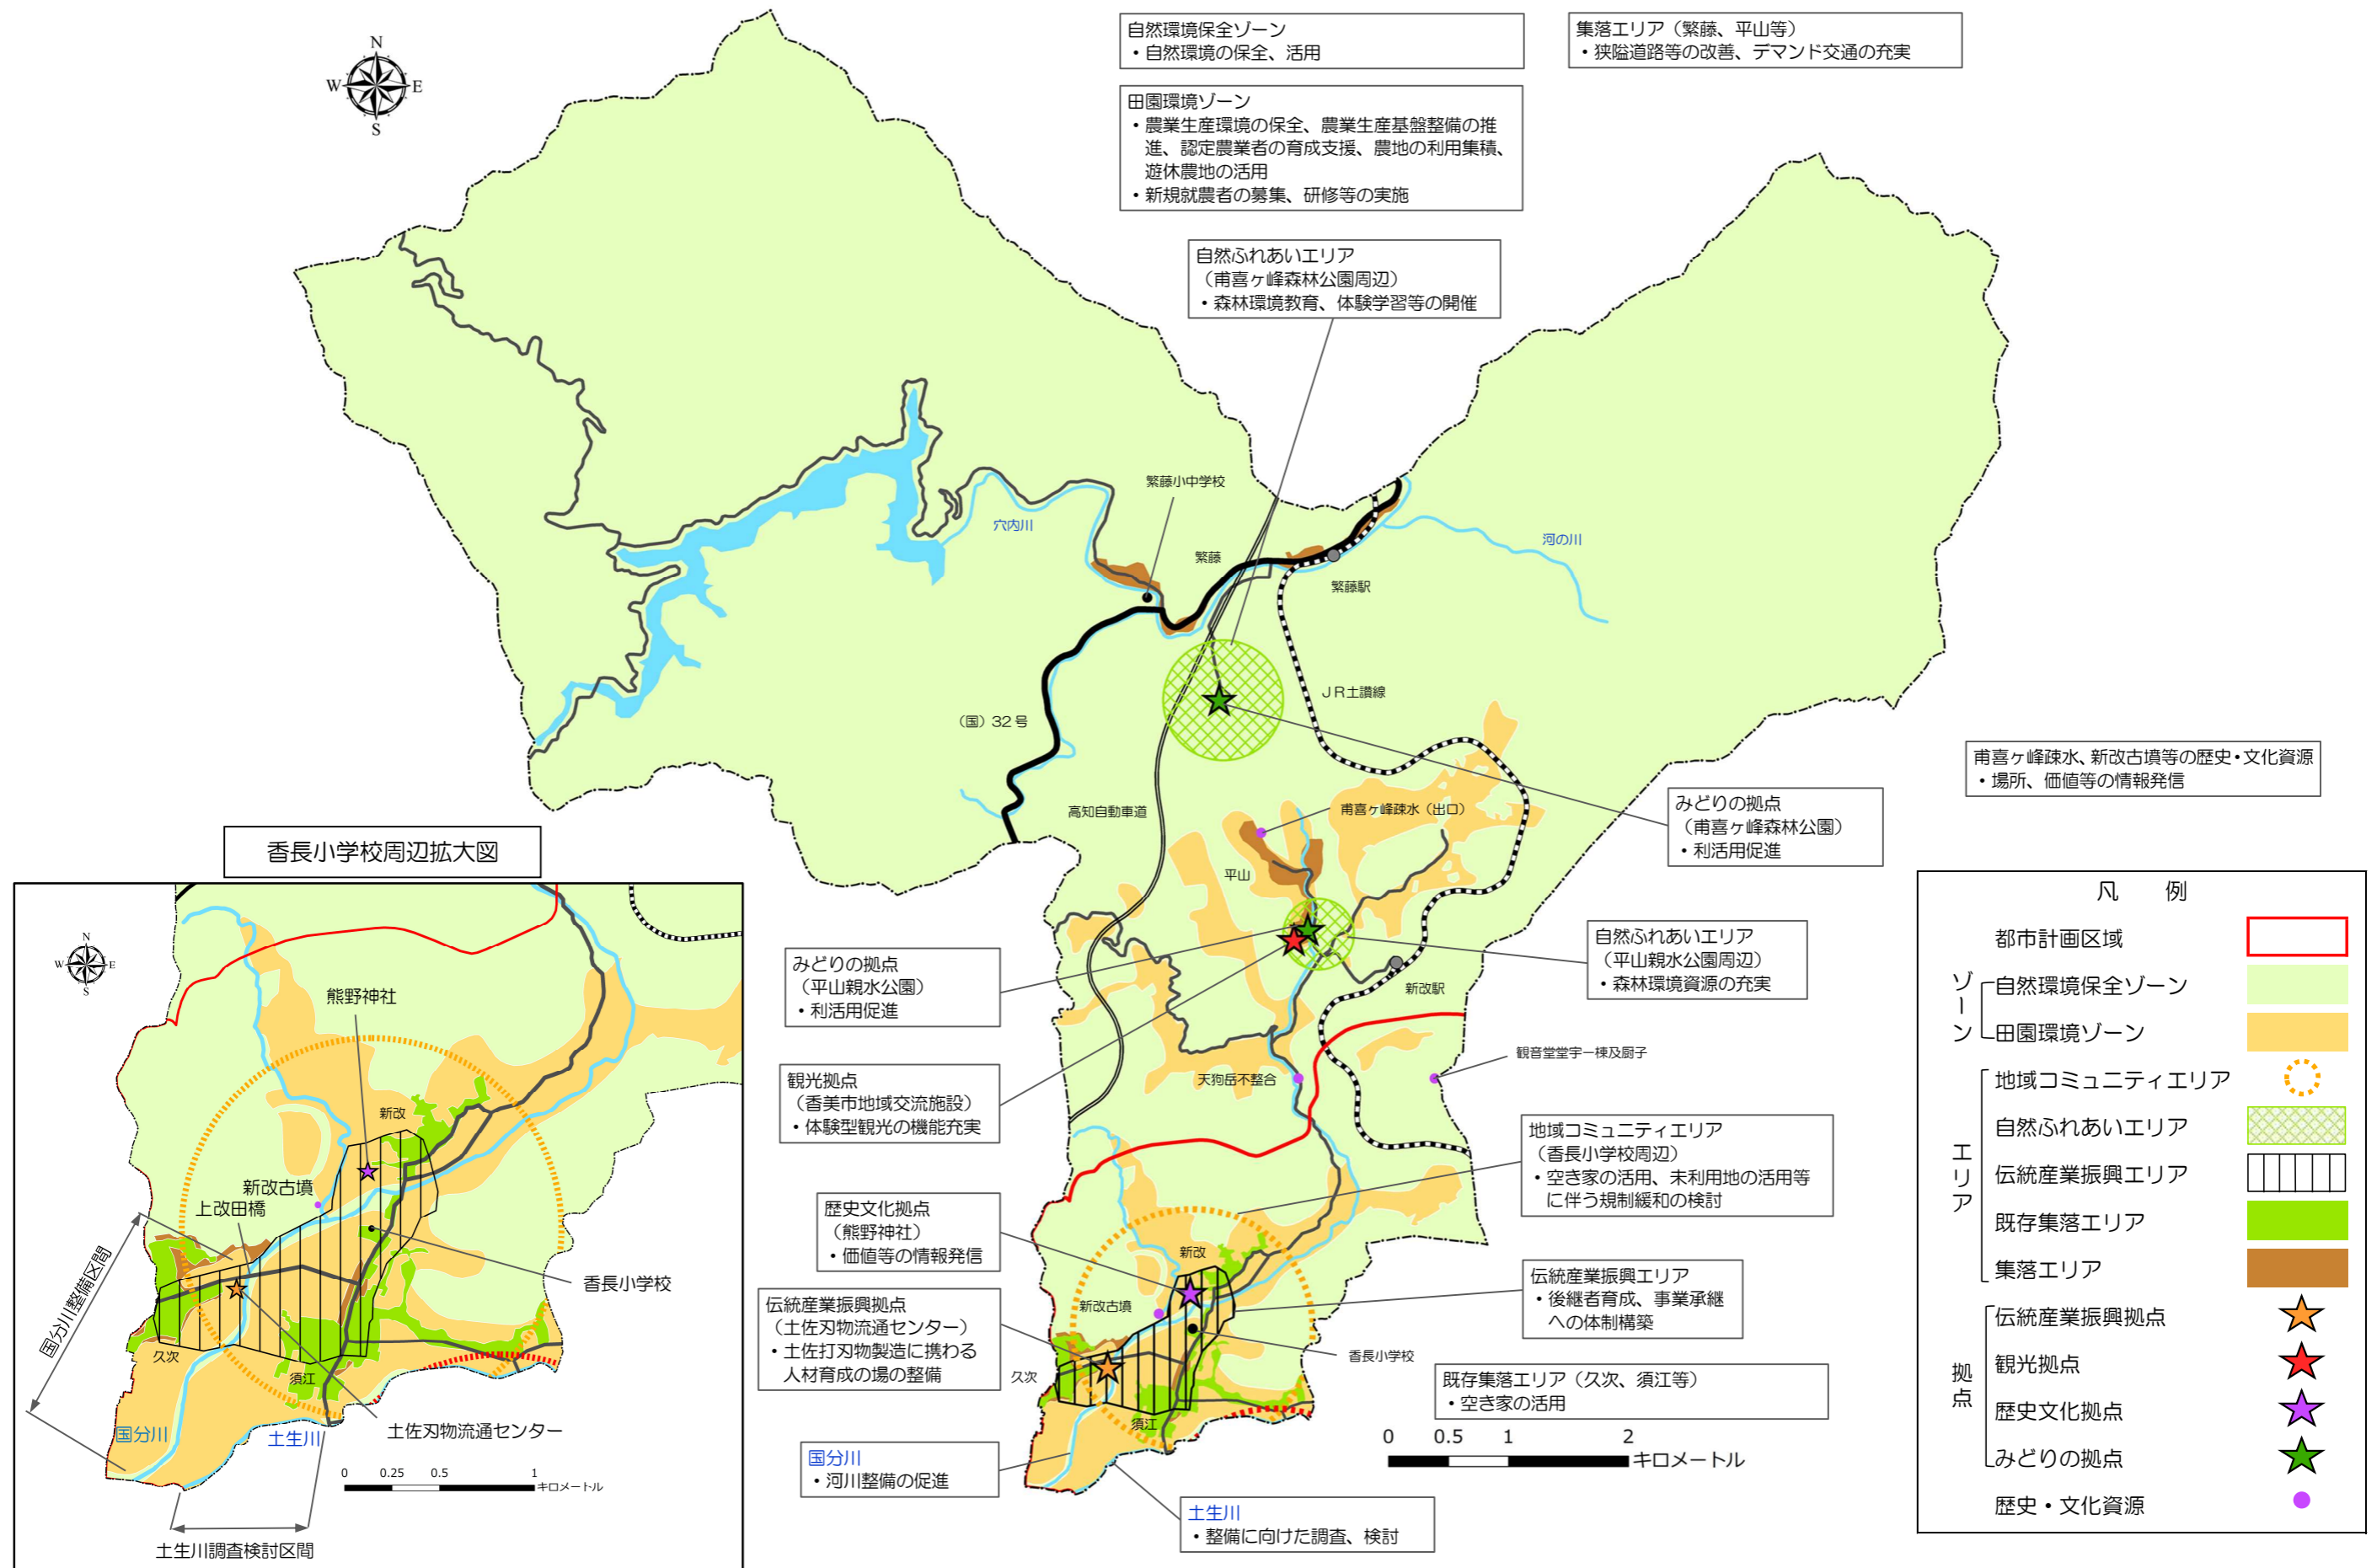 自然環境保全ゾーン
・自然環境の保全、活用
集落エリア（繁藤、平山等）
・狭隘道路等の改善、デマンド交通の充実
田園環境ゾーン
・農業生産環境の保全、農業生産基盤整備の推
進、認定農業者の育成支援、農地の利用集積、
遊休農地の活用
・新規就農者の募集、研修等の実施
自然ふれあいエリア
（甫喜ヶ峰森林公園周辺）
・森林環境教育、体験学習等の開催
N
W
E
S
繁藤小中学校
穴内川
繁藤
河の川
繁藤駅
ＪＲ土讃線
（国）32号
高知自動車道
甫喜ヶ峰疎水（出口）
平山
甫喜ヶ峰疎水、新改古墳等の歴史・文化資源
・場所、価値等の情報発信
みどりの拠点
（甫喜ヶ峰森林公園）
・利活用促進
自然ふれあいエリア
（平山親水公園周辺）
・森林環境資源の充実
みどりの拠点
（平山親水公園）
・利活用促進
新改駅
観音堂堂宇一棟及厨子
天狗岳不整合
観光拠点
（香美市地域交流施設）
・体験型観光の機能充実
地域コミュニティエリア
（香長小学校周辺）
・空き家の活用、未利用地の活用等
に伴う規制緩和の検討
歴史文化拠点
（熊野神社）
・価値等の情報発信
新改
新改古墳
伝統産業振興エリア
・後継者育成、事業承継
への体制構築
伝統産業振興拠点
（土佐刃物流通センター）
・土佐打刃物製造に携わる
人材育成の場の整備
香長小学校
久次
須江
既存集落エリア（久次、須江等）
・空き家の活用
国分川
・河川整備の促進
土生川
・整備に向けた調査、検討
0 0.5 1 2
キロメートル
香長小学校周辺拡大図
N
W
E
S
熊野神社
新改
新改古墳
上改田橋
香長小学校
国分川整備区間
久次
須江
国分川
土生川
土佐刃物流通センター
0 0.25 0.5 1
キロメートル
土生川調査検討区間
凡　例
都市計画区域
ゾーン
自然環境保全ゾーン
田園環境ゾーン
エリア
地域コミュニティエリア
自然ふれあいエリア
伝統産業振興エリア
既存集落エリア
集落エリア
拠点
伝統産業振興拠点
観光拠点
歴史文化拠点
みどりの拠点
歴史・文化資源